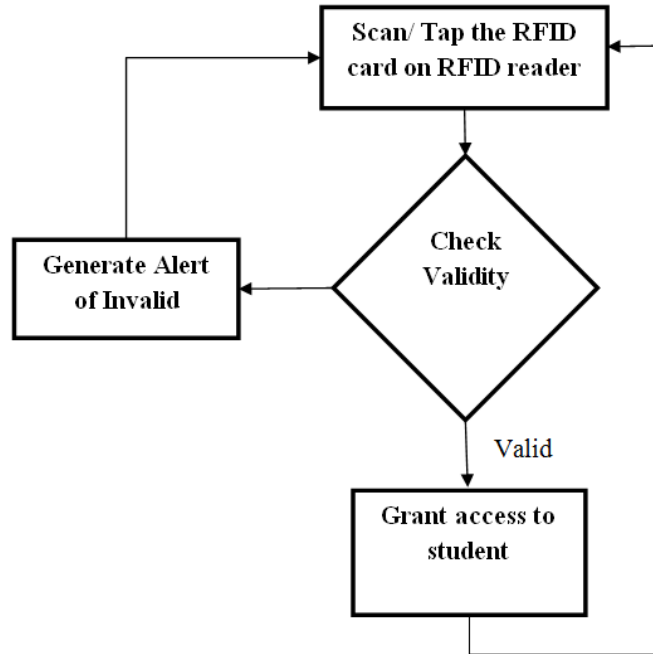 Scan/ Tap the RFID
card on RFID reader
Check
Validity
Generate Alert
of Invalid
Valid
Grant access to
student